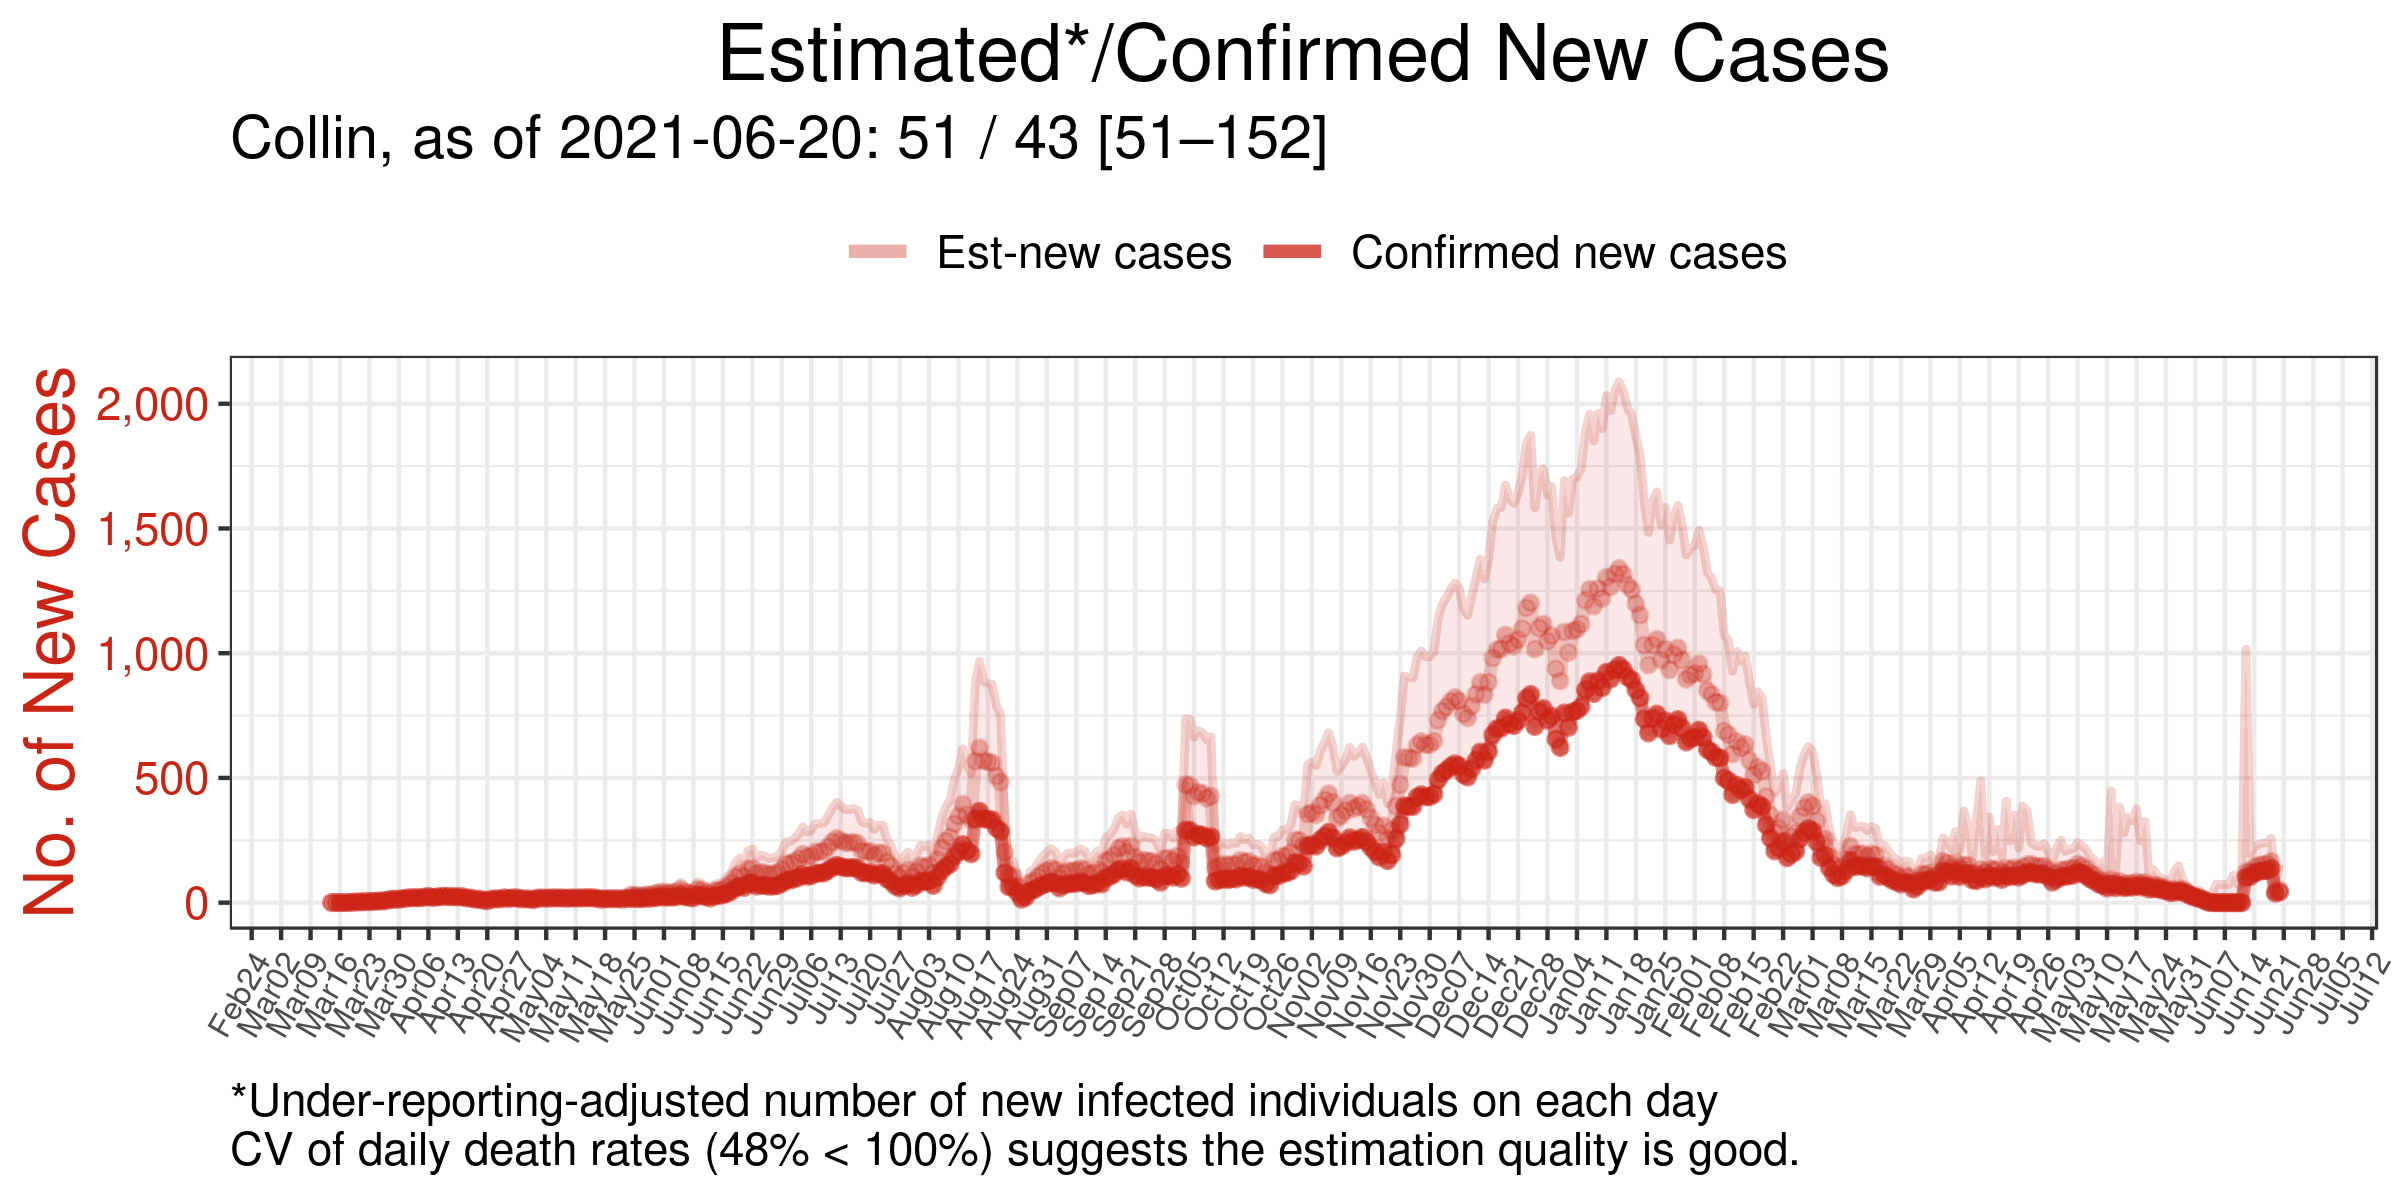 Estimated*/Confirmed New Cases
Collin, as of 2021-06-20: 51 / 43 [51–152]
Est-new cases Confirmed new cases
No. of New Cases
2,000
1,500
1,000
500
0
Feb24 Mar02 Mar09 Mar16 Mar23 Mar30 Apr06 Apr13 Apr20 Apr27 May04 May11 May18 May25 Jun01 Jun08 Jun15 Jun22 Jun29 Jul06 Jul13 Jul20 Jul27 Aug03 Aug10 Aug17 Aug24 Aug31 Sep07 Sep14 Sep21 Sep28 Oct05 Oct12 Oct19 Oct26 Nov02 Nov09 Nov16 Nov23 Nov30 Dec07 Dec14 Dec21 Dec28 Jan04 Jan11 Jan18 Jan25 Feb01 Feb08 Feb15 Feb22 Mar01 Mar08 Mar15 Mar22 Mar29 Apr05 Apr12 Apr19 Apr26 May03 May10 May17 May24 May31 Jun07 Jun14 Jun21 Jun28 Jul05 Jul12
*Under-reporting-adjusted number of new infected individuals on each day
CV of daily death rates (48% < 100%) suggests the estimation quality is good.